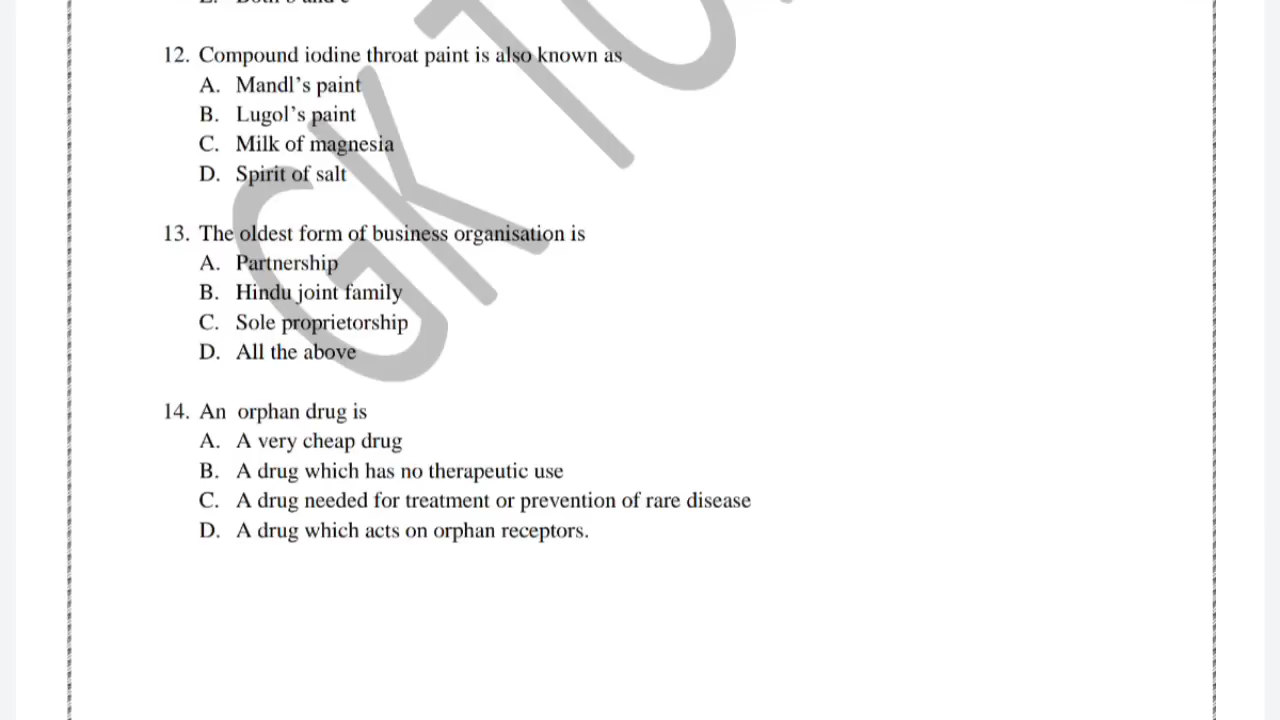 12. Compound iodine throat paint is also known as
A. Mandl's paint
B. Lugol's paint
C. Milk of magnesia
D. Spirit of salt
13. The oldest form of business organisation is
A. Partnership
B. Hindu joint family
C. Sole proprietorship
D. All the above
14. An orphan drug is
A. A very cheap drug
B. A drug which has no therapeutic use
C. A drug needed for treatment or prevention of rare disease
D. A drug which acts on orphan receptors.
GK